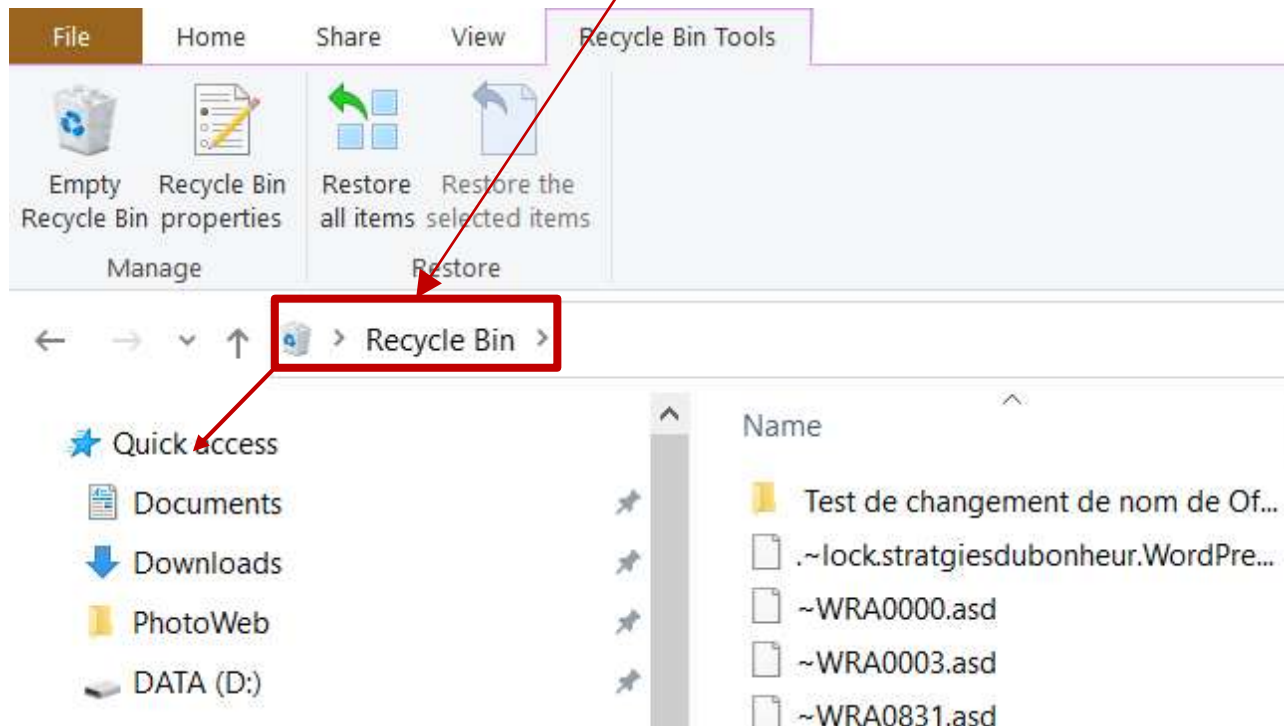 File Home Share View Recycle Bin Tools
Empty Recycle Bin Restore Restore the
Recycle Bin properties all items selected items
Manage Restore
Recycle Bin
Quick access
Documents
Downloads
PhotoWeb
DATA (D:)
Name
Test de changement de nom de Of...
.~lock.stratgiesdubonheur.WordPre...
~WRA0000.asd
~WRA0003.asd
~WRA0831.asd